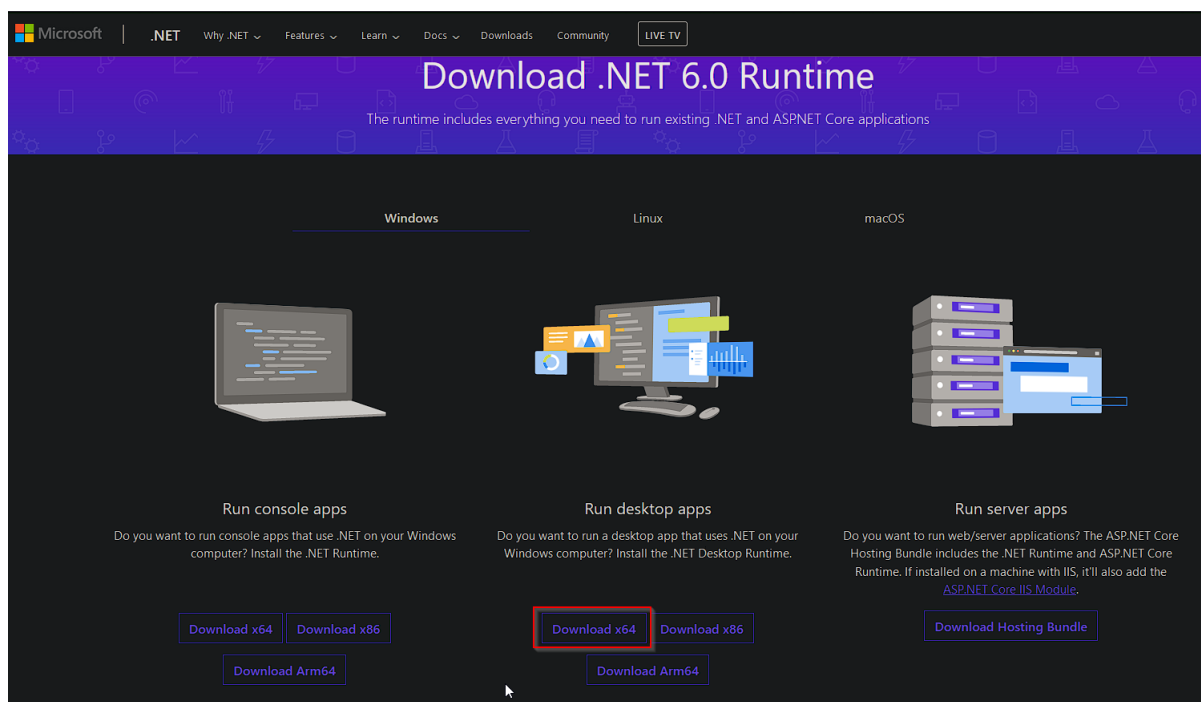 Microsoft
.NET
Why .NET
Features
Learn
Docs
Downloads
Community
LIVE TV
Download .NET 6.0 Runtime
The runtime includes everything you need to run existing .NET and ASP.NET Core applications
Windows
Linux
macOS
Run console apps
Do you want to run console apps that use .NET on your Windows
computer? Install the .NET Runtime.
Download x64
Download x86
Download Arm64
Run desktop apps
Do you want to run a desktop app that uses .NET on your
Windows computer? Install the .NET Desktop Runtime.
Download x64
Download x86
Download Arm64
Run server apps
Do you want to run web/server applications? The ASP.NET Core
Hosting Bundle includes the .NET Runtime and ASP.NET Core
Runtime. If installed on a machine with IIS, it'll also add the
ASP.NET Core IIS Module.
Download Hosting Bundle